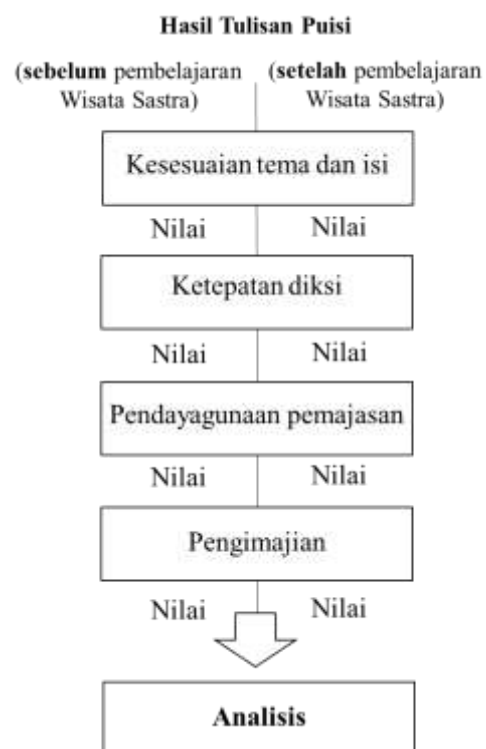 Hasil Tulisan Puisi
(sebelum pembelajaran Wisata Sastra)
(setelah pembelajaran Wisata Sastra)
Kesesuaian tema dan isi
Nilai Nilai
Ketepatan diksi
Nilai Nilai
Pendayagunaan pemajasan
Nilai Nilai
Pengimajian
Nilai Nilai
Analisis